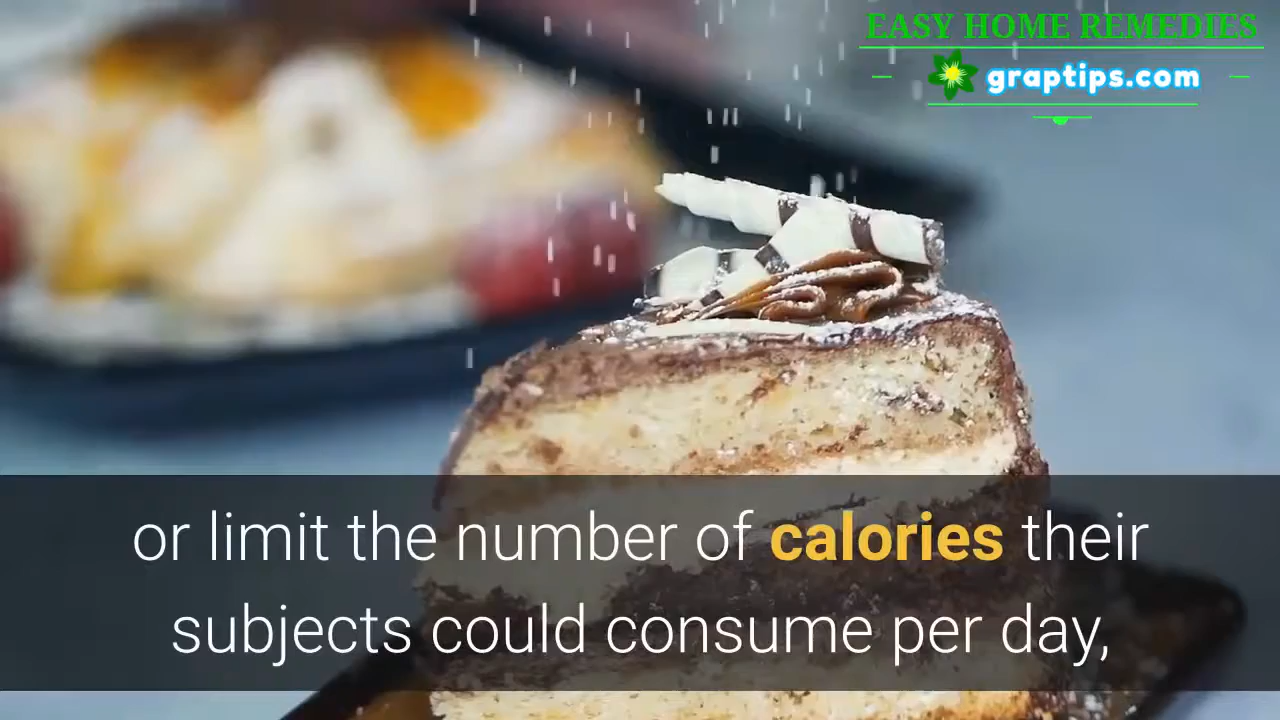 EASY HOME REMEDIES
graptips.com
or limit the number of calories their
subjects could consume per day,